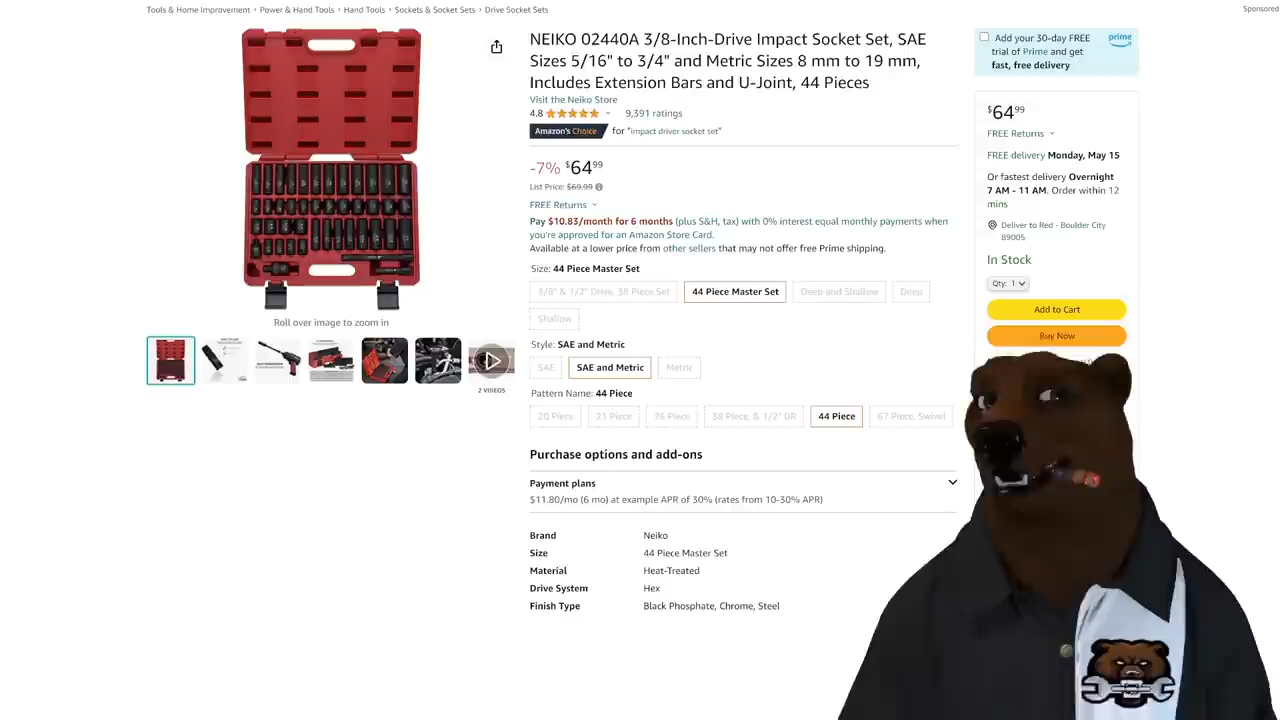 Tools & Home Improvement › Power & Hand Tools › Hand Tools › Sockets & Socket Sets › Drive Socket Sets
Sponsored
NEIKO 02440A 3/8-Inch-Drive Impact Socket Set, SAE
Sizes 5/16" to 3/4" and Metric Sizes 8 mm to 19 mm,
Includes Extension Bars and U-Joint, 44 Pieces
Visit the Neiko Store
4.8 9,391 ratings
Amazon's Choice for "impact driver socket set"
-7% $64 99
List Price: $69.99
FREE Returns
Pay $10.83/month for 6 months (plus S&H, tax) with 0% interest equal monthly payments when
you're approved for an Amazon Store Card.
Available at a lower price from other sellers that may not offer free Prime shipping.
Size: 44 Piece Master Set
3/8" & 1/2" Drive, 38 Piece Set
44 Piece Master Set
Deep and Shallow
Deep
Shallow
Style: SAE and Metric
SAE
SAE and Metric
Metric
Pattern Name: 44 Piece
20 Piece
21 Piece
26 Piece
38 Piece, & 1/2" DR
44 Piece
67 Piece, Swivel
Purchase options and add-ons
Payment plans
$11.80/mo (6 mo) at example APR of 30% (rates from 10-30% APR)
Brand Neiko
Size 44 Piece Master Set
Material Heat-Treated
Drive System Hex
Finish Type Black Phosphate, Chrome, Steel
Roll over image to zoom in
2 VIDEOS
Add your 30-day FREE
trial of Prime and get
fast, free delivery
prime
$64 99
FREE Returns
FREE delivery Monday, May 15
Or fastest delivery Overnight
7 AM - 11 AM. Order within 12
mins
Deliver to Red - Boulder City
89005
In Stock
Qty: 1
Add to Cart
Buy Now